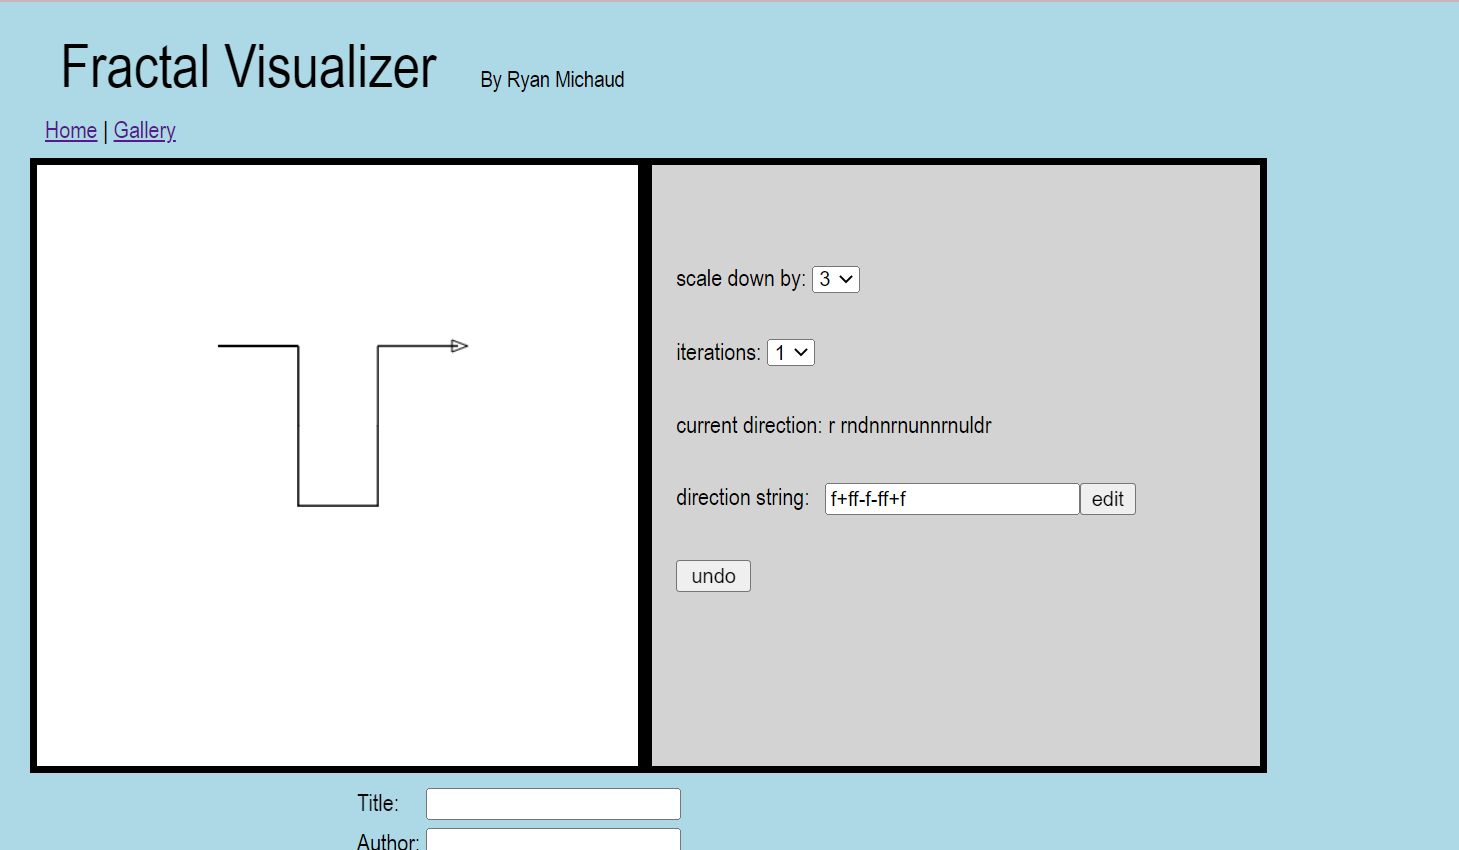 Fractal Visualizer By Ryan Michaud
Home | Gallery
scale down by: 3
iterations: 1
current direction: r rndnnrnunnrnuldr
direction string: f+ff-f-ff+f edit
undo
Title:
Author: